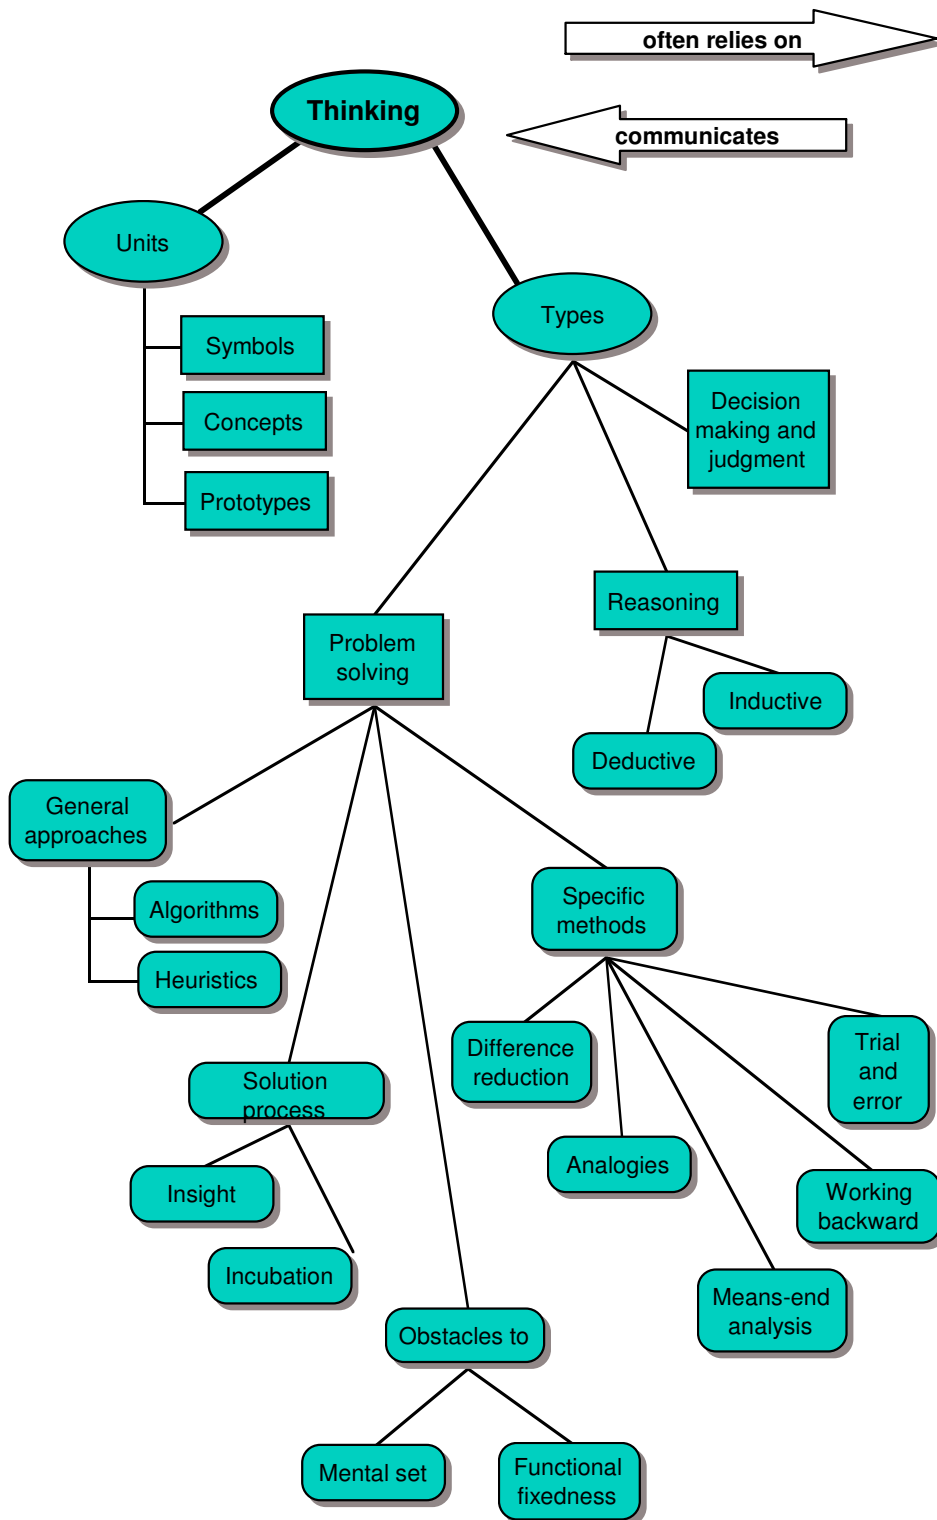 often relies on
Thinking
communicates
Units
Types
Symbols
Concepts
Prototypes
Decision
making and
judgment
Reasoning
Problem
solving
Inductive
Deductive
General
approaches
Algorithms
Heuristics
Specific
methods
Difference
reduction
Trial
and
error
Solution
process
Analogies
Insight
Working
backward
Incubation
Means-end
analysis
Obstacles to
Mental set
Functional
fixedness